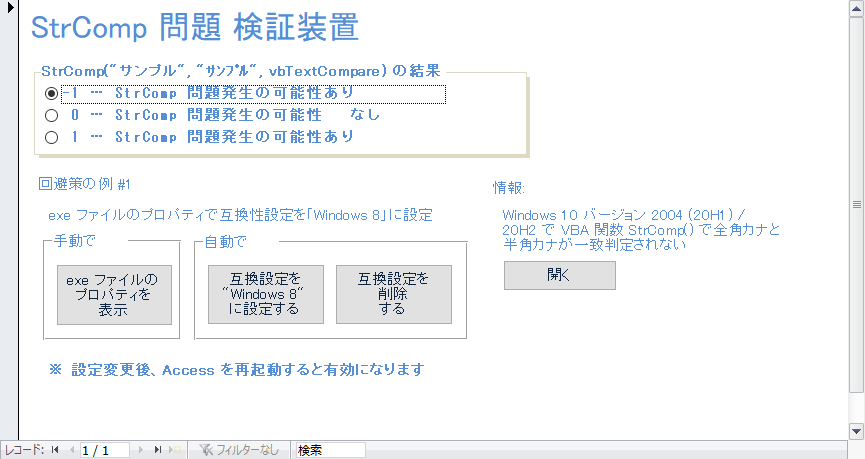 StrComp 問題 検証装置
StrComp("サンプル", "ｻﾝﾌﾟﾙ", vbTextCompare) の結果
-1 … StrComp 問題発生の可能性あり
0 … StrComp 問題発生の可能性 なし
1 … StrComp 問題発生の可能性あり
回避策の例 #1
exe ファイルのプロパティで互換性設定を「Windows 8」に設定
手動で
exe ファイルの
プロパティを
表示
自動で
互換設定を
"Windows 8"
に設定する
互換設定を
削除
する
※ 設定変更後、Access を再起動すると有効になります
情報:
Windows 10 バージョン 2004 (20H1) /
20H2 で VBA 関数 StrComp() で全角カナと
半角カナが一致判定されない
開く
レコード: 1 / 1 フィルターなし 検索